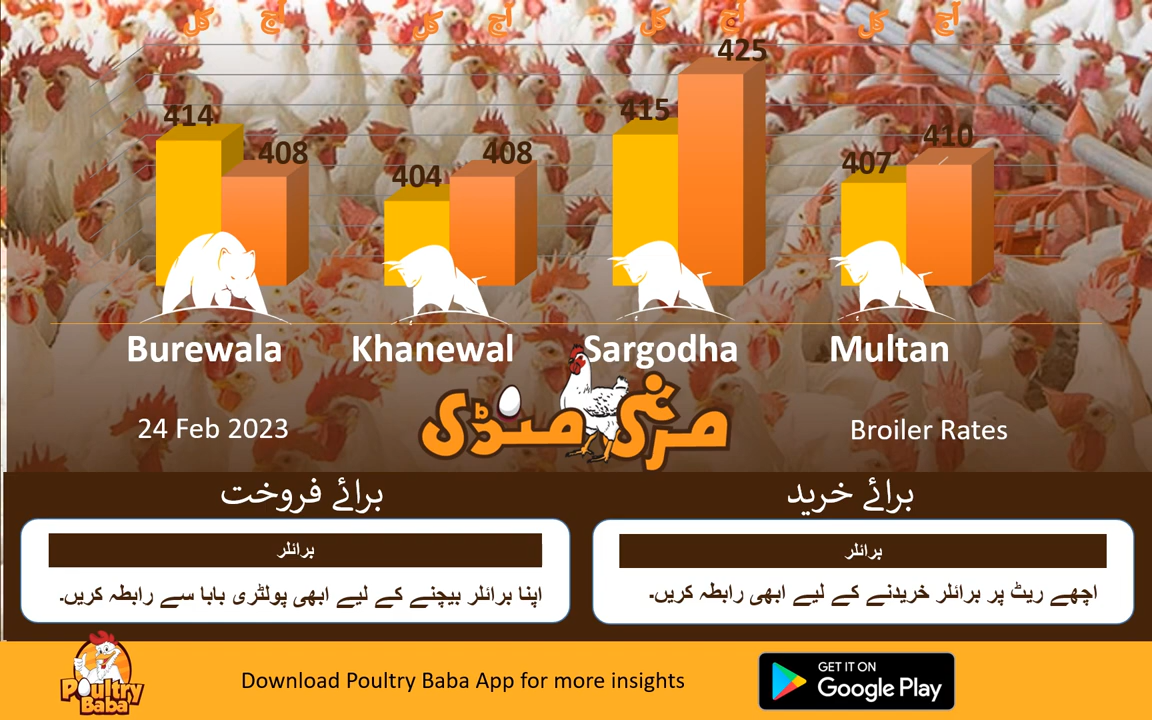 کل آج کل آج کل آج کل آج
414 408 404 408 415 425 407 410
Burewala Khanewal Sargodha Multan
24 Feb 2023
مرغی منڈی
Broiler Rates
برائے فروخت
برائلر
اپنا برائلر بیچنے کے لیے ابھی پولٹری بابا سے رابطہ کریں۔
برائے خرید
برائلر
اچھے ریٹ پر برائلر خریدنے کے لیے ابھی رابطہ کریں۔
Poultry
Baba
Download Poultry Baba App for more insights
GET IT ON
Google Play